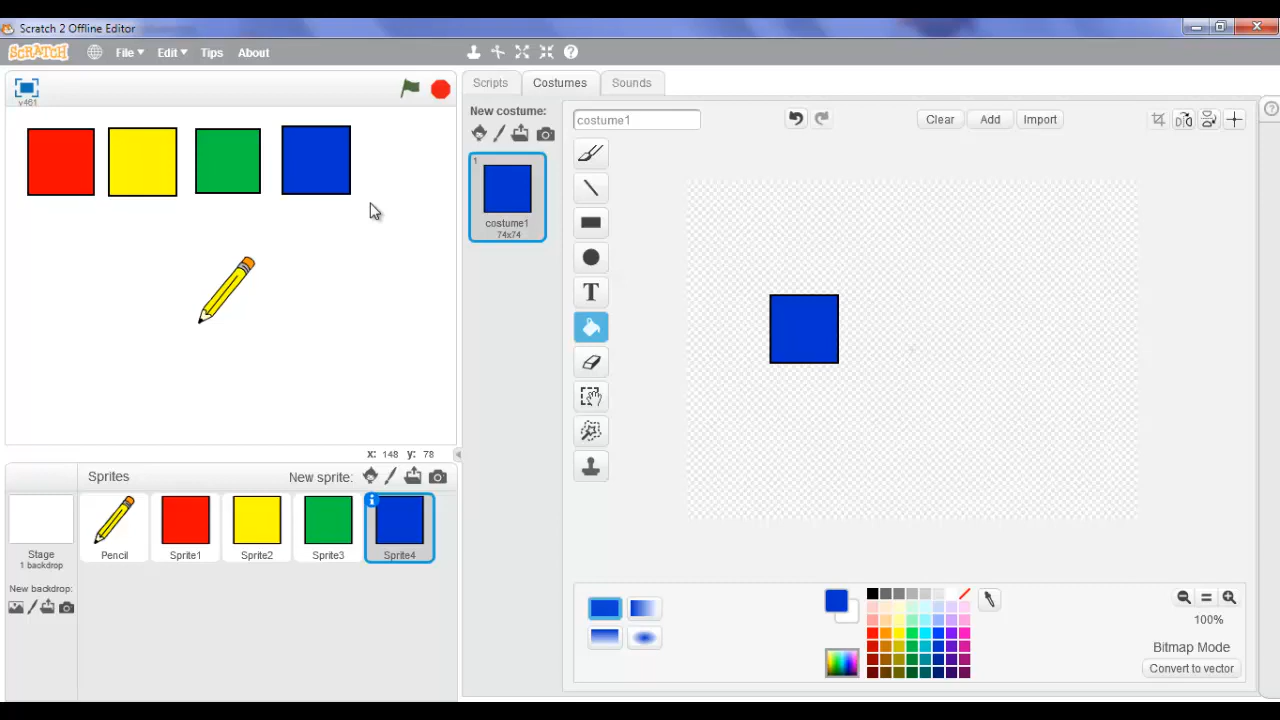 Scratch 2 Offline Editor
SCRATCH File Edit Tips About
v461
Scripts Costumes Sounds
New costume:
costume1
Clear Add Import
1
costume1
74x74
T
x: 148 y: 78
Sprites New sprite:
Stage
1 backdrop
New backdrop:
Pencil Sprite1 Sprite2 Sprite3 Sprite4
100%
Bitmap Mode
Convert to vector